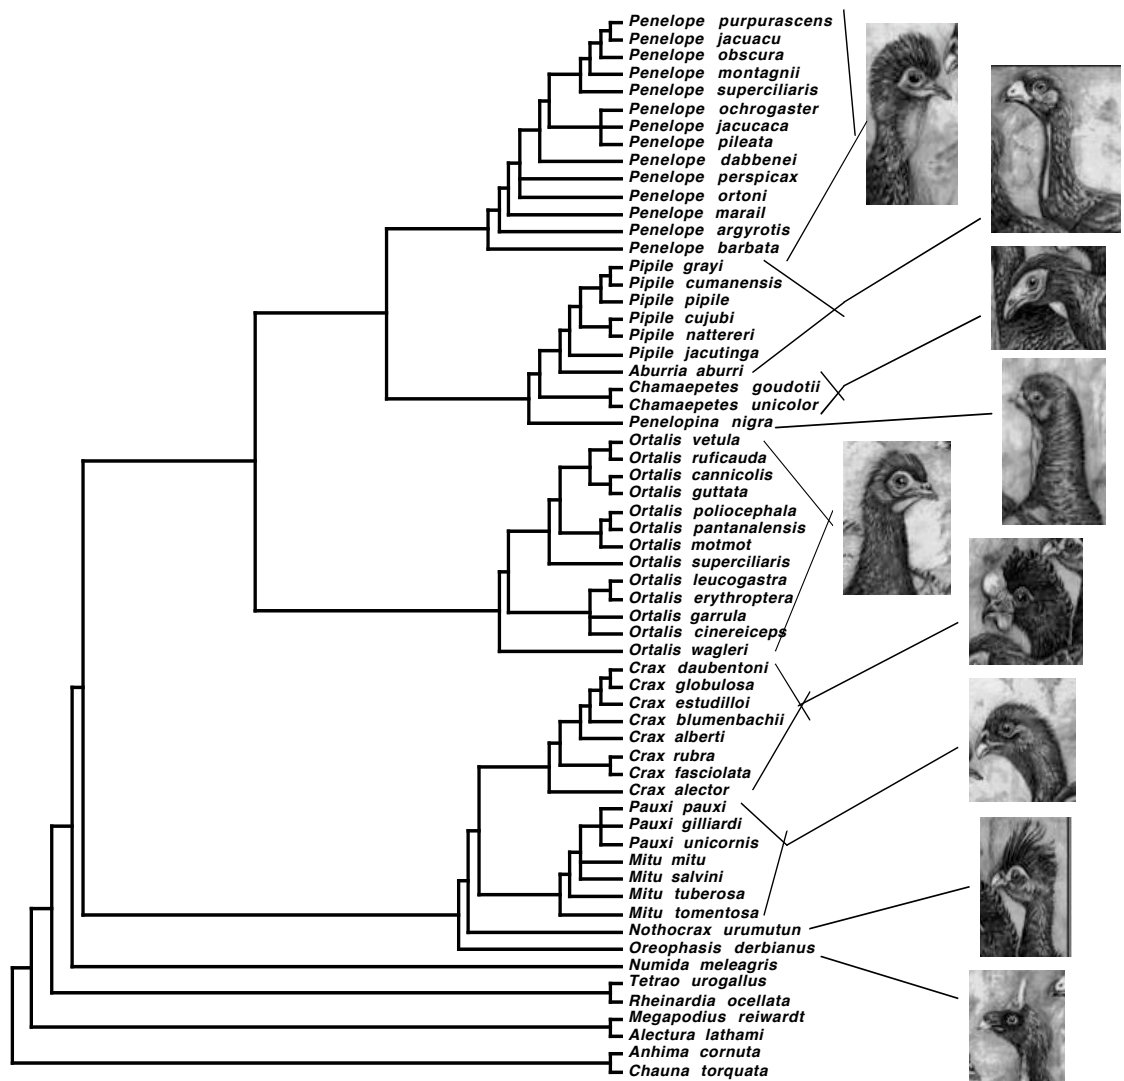 Penelope purpurascens
Penelope jacuacu
Penelope obscura
Penelope montagnii
Penelope superciliaris
Penelope ochrogaster
Penelope jacucaca
Penelope pileata
Penelope dabbenei
Penelope perspicax
Penelope ortoni
Penelope marail
Penelope argyrotis
Penelope barbata
Pipile grayi
Pipile cumanensis
Pipile pipile
Pipile cujubi
Pipile nattereri
Pipile jacutinga
Aburria aburri
Chamaepetes goudotii
Chamaepetes unicolor
Penelopina nigra
Ortalis vetula
Ortalis ruficauda
Ortalis cannicolis
Ortalis guttata
Ortalis poliocephala
Ortalis pantanalensis
Ortalis motmot
Ortalis superciliaris
Ortalis leucogastra
Ortalis erythroptera
Ortalis garrula
Ortalis cinereiceps
Ortalis wagleri
Crax daubentoni
Crax globulosa
Crax estudilloi
Crax blumenbachii
Crax alberti
Crax rubra
Crax fasciolata
Crax alector
Pauxi pauxi
Pauxi gilliardi
Pauxi unicornis
Mitu mitu
Mitu salvini
Mitu tuberosa
Mitu tomentosa
Nothocrax urumutun
Oreophasis derbianus
Numida meleagris
Tetrao urogallus
Rheinardia ocellata
Megapodius reiwardt
Alectura lathami
Anhima cornuta
Chauna torquata